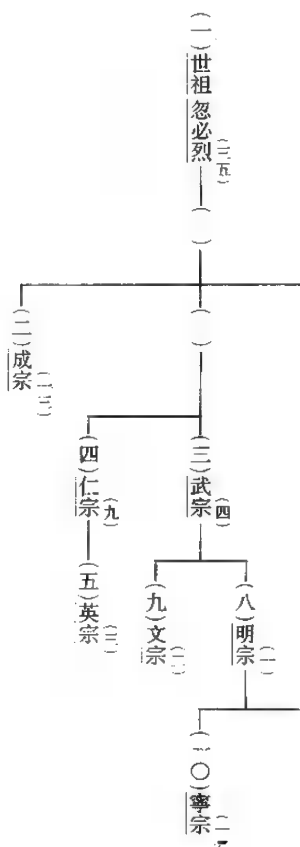 （一）世祖 忽必烈（三五）
（　）
（　）
（三）武宗（四）
（八）明宗（一）
（一〇）寧宗
（九）文宗
（四）仁宗（九）
（五）英宗（三）
（二）成宗（一三）